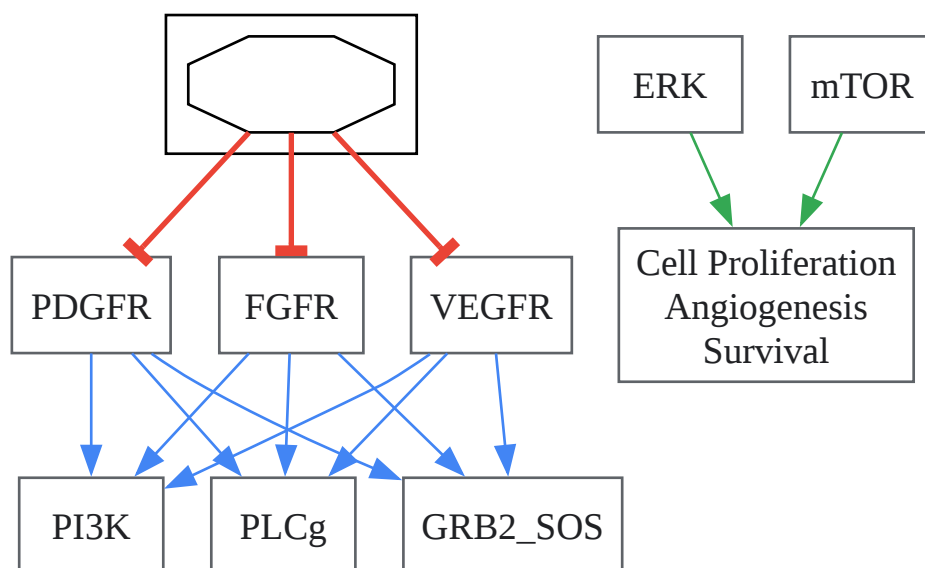 ERK
mTOR
PDGFR
FGFR
VEGFR
Cell Proliferation
Angiogenesis
Survival
PI3K
PLCg
GRB2_SOS